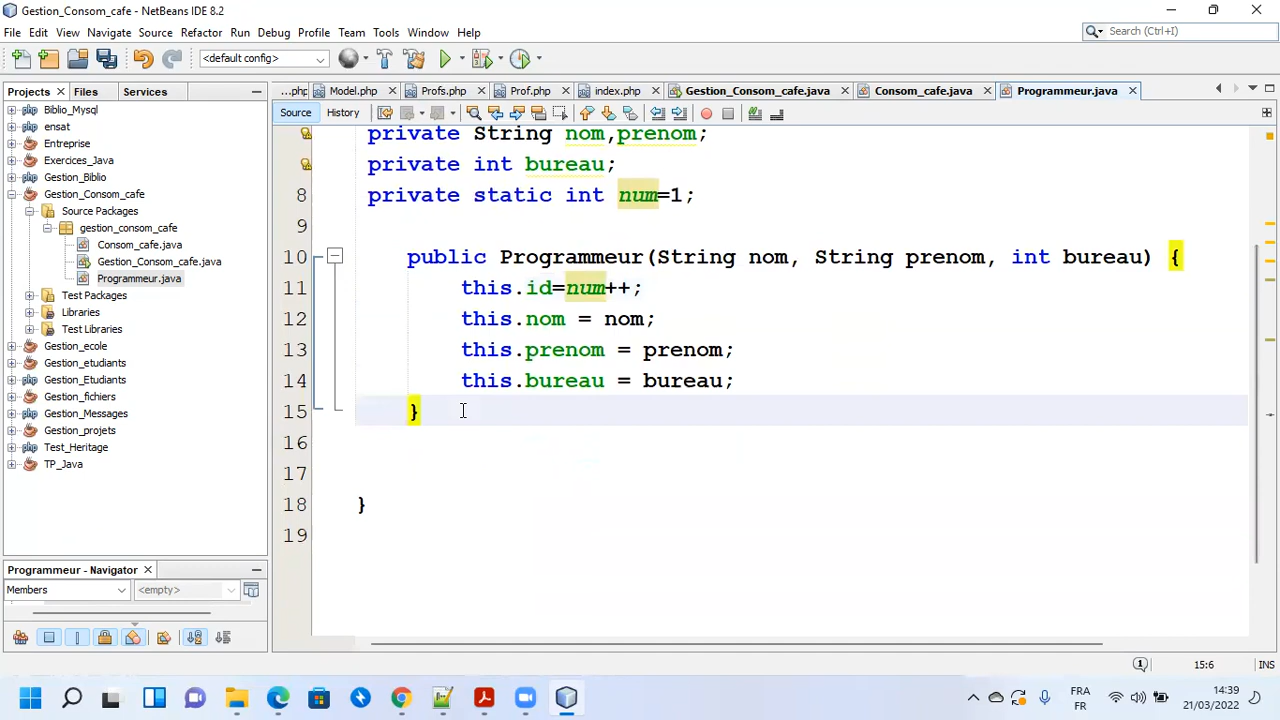 Gestion_Consom_cafe - NetBeans IDE 8.2
File Edit View Navigate Source Refactor Run Debug Profile Team Tools Window Help
Search (Ctrl+I)
<default config>
Projects Files Services
...php Model.php Profs.php Prof.php index.php Gestion_Consom_cafe.java Consom_cafe.java Programmeur.java
Source History
Biblio_Mysql
ensat
Entreprise
Exercices_Java
Gestion_Biblio
Gestion_Consom_cafe
Source Packages
gestion_consom_cafe
Consom_cafe.java
Gestion_Consom_cafe.java
Programmeur.java
Test Packages
Libraries
Test Libraries
Gestion_ecole
Gestion_etudiants
Gestion_Etudiants
Gestion_fichiers
Gestion_Messages
Gestion_projets
Test_Heritage
TP_Java
Programmeur - Navigator
Members <empty>
private String nom,prenom;
private int bureau;
8 private static int num=1;
9
10 public Programmeur(String nom, String prenom, int bureau) {
11 this.id=num++;
12 this.nom = nom;
13 this.prenom = prenom;
14 this.bureau = bureau;
15 }
16
17
18 }
19
1 15:6 INS
FRA
FR
14:39
21/03/2022